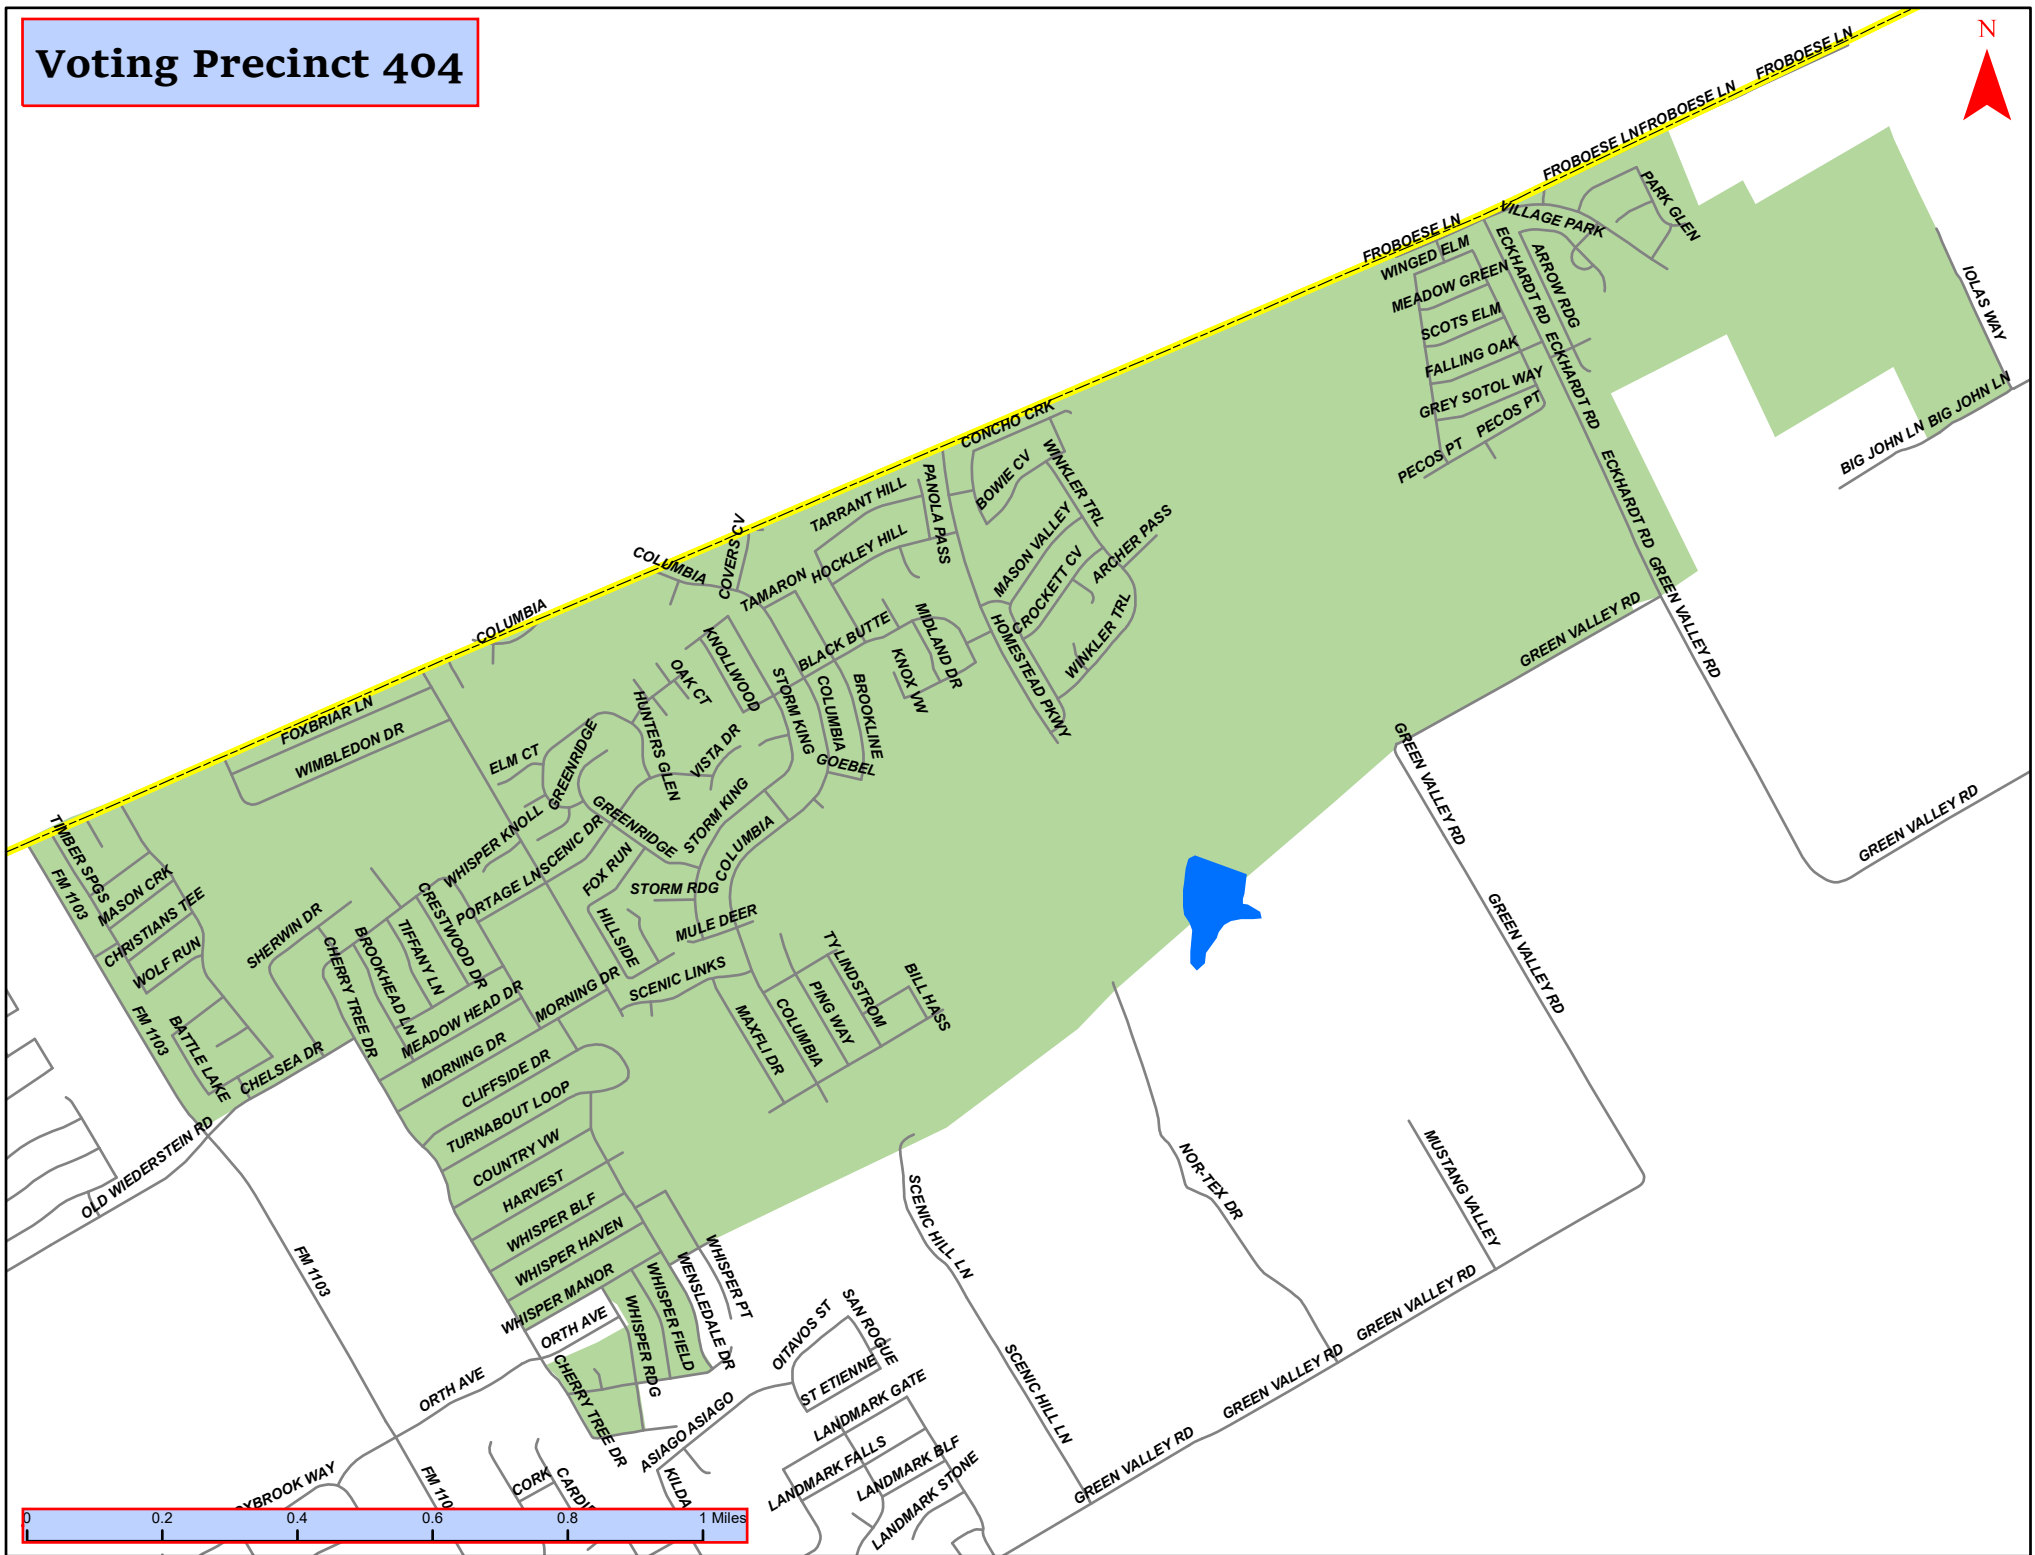 Voting Precinct 404
N
FROBOESE LN
FROBOESE LN
FROBOESE LN
FROBOESE LN
PARK GLEN
VILLAGE PARK
WINGED ELM
ECKHARDT RD
ARROW RDG
MEADOW GREEN
SCOTS ELM
FALLING OAK
ECKHARDT RD
GREY SOTOL WAY
PECOS PT
PECOS PT
ECKHARDT RD
IOLAS WAY
BIG JOHN LN
BIG JOHN LN
CONCHO CRK
BOWIE CV
WINKLER TRL
PANOLA PASS
TARRANT HILL
HOCKLEY HILL
MASON VALLEY
CROCKETT CV
ARCHER PASS
WINKLER TRL
HOMESTEAD PKWY
COLUMBIA
COVERS CV
TAMARON
BLACK BUTTE
MIDLAND DR
KNOX VW
GREEN VALLEY RD
GREEN VALLEY RD
COLUMBIA
KNOLLWOOD
OAK CT
STORM KING
COLUMBIA
BROOKLINE
GOEBEL
HUNTERS GLEN
VISTA DR
FOXBRIAR LN
WIMBLEDON DR
ELM CT
GREENRIDGE
GREENRIDGE
STORM KING
COLUMBIA
WHISPER KNOLL
SCENIC DR
PORTAGE LN
FOX RUN
STORM RDG
MULE DEER
HILLSIDE
SCENIC LINKS
TIMBER SPGS
FM 1103
MASON CRK
CHRISTIANS TEE
WOLF RUN
SHERWIN DR
CHERRY TREE DR
BROOKHEAD LN
TIFFANY LN
CRESTWOOD DR
MEADOW HEAD DR
MORNING DR
MORNING DR
CLIFFSIDE DR
TURNABOUT LOOP
COUNTRY VW
HARVEST
WHISPER BLF
WHISPER HAVEN
WHISPER MANOR
FM 1103
BATTLE LAKE
CHELSEA DR
OLD WIEDERSTEIN RD
MAXFLI DR
COLUMBIA
PING WAY
TYLINDSTROM
BILL HASS
GREEN VALLEY RD
GREEN VALLEY RD
GREEN VALLEY RD
MUSTANG VALLEY
NOR-TEX DR
SCENIC HILL LN
SCENIC HILL LN
WHISPER PT
WENSLEDALE DR
WHISPER FIELD
WHISPER RDG
ORTH AVE
ORTH AVE
CHERRY TREE DR
FM 1103
OITAVOS ST
SAN ROGUE
ST ETIENNE
ASIAGO
ASIAGO
LANDMARK GATE
LANDMARK FALLS
LANDMARK BLF
LANDMARK STONE
GREEN VALLEY RD
GREEN VALLEY RD
GREEN VALLEY RD
KILDA
CORK
CARDI
FM 110
OXBROOK WAY
0 0.2 0.4 0.6 0.8 1 Miles